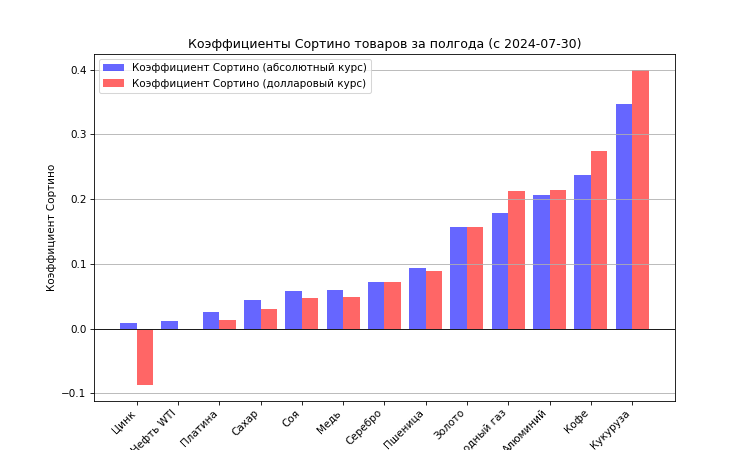 Коэффициенты Сортино товаров за полгода (с 2024-07-30)
Коэффициент Сортино (абсолютный курс)
Коэффициент Сортино (долларовый курс)
Коэффициент Сортино
0.4
0.3
0.2
0.1
0.0
−0.1
Цинк
Нефть WTI
Платина
Сахар
Соя
Медь
Серебро
Пшеница
Золото
газ
Алюминий
Кофе
Кукуруза